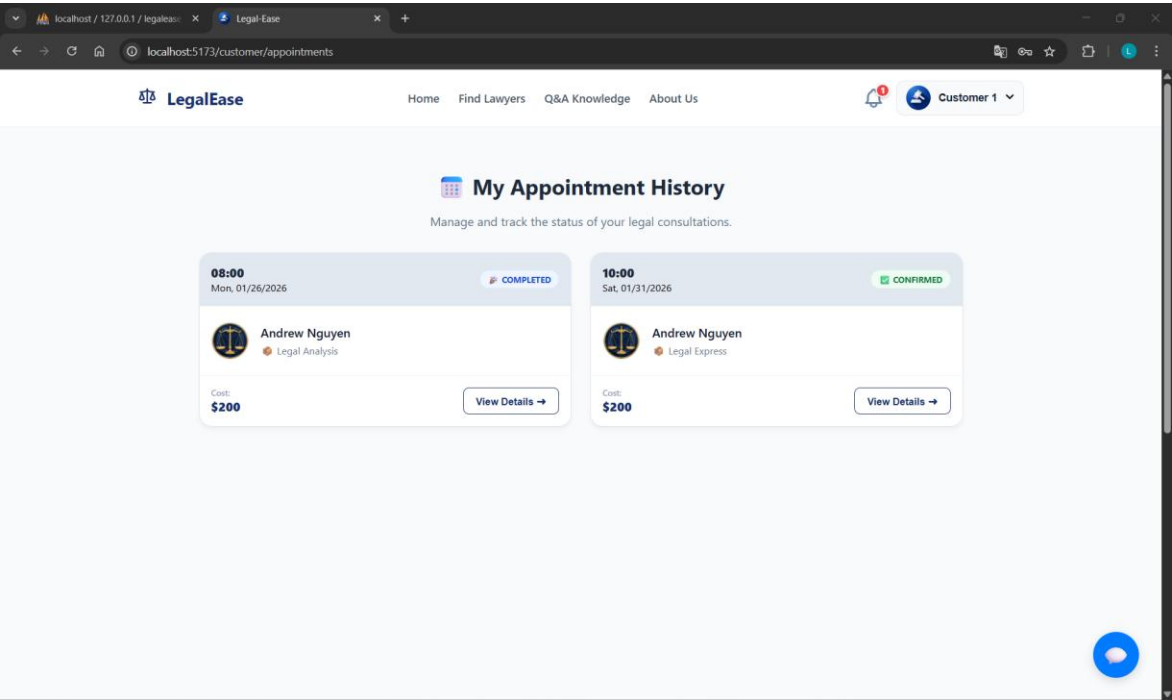 localhost / 127.0.0.1 / legalease
Legal-Ease
localhost:5173/customer/appointments
L
LegalEase
Home
Find Lawyers
Q&A Knowledge
About Us
1
Customer 1
My Appointment History
Manage and track the status of your legal consultations.
08:00
Mon, 01/26/2026
COMPLETED
Andrew Nguyen
Legal Analysis
Cost:
$200
View Details →
10:00
Sat, 01/31/2026
CONFIRMED
Andrew Nguyen
Legal Express
Cost:
$200
View Details →